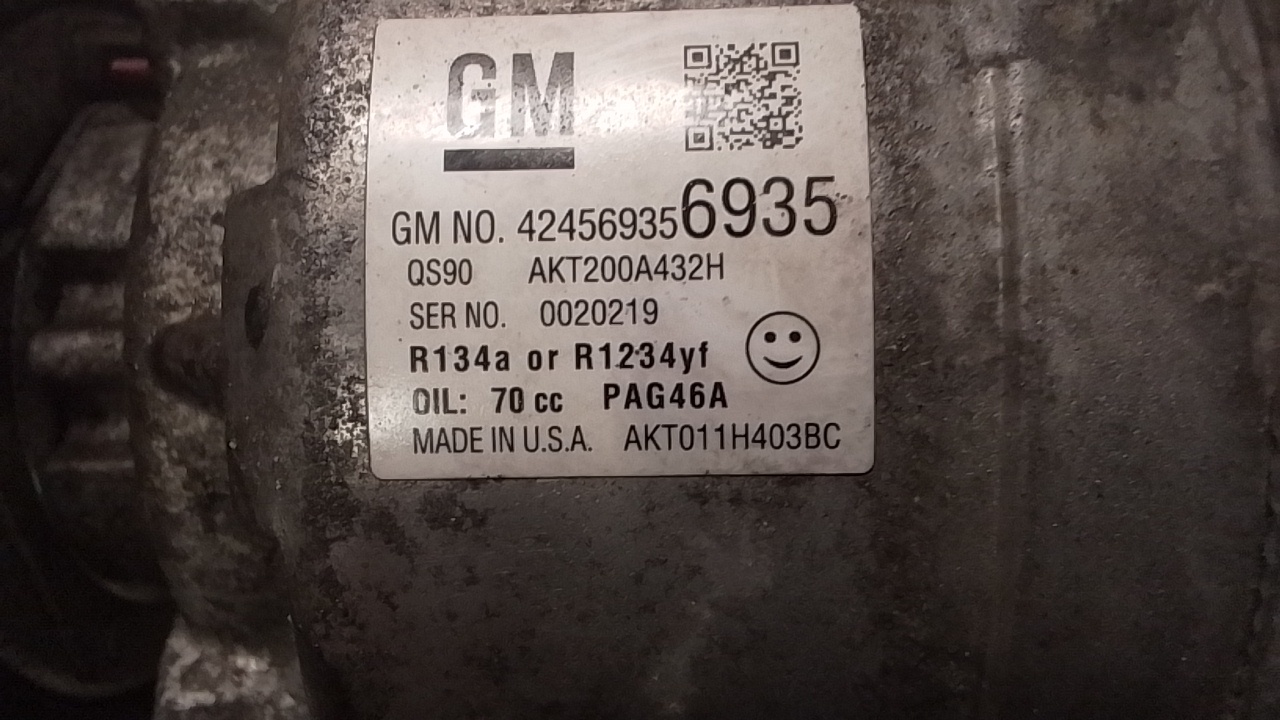 GM
GM NO. 42456935 6935
QS90 AKT200A432H
SER NO. 0020219
R134a or R1234yf
OIL: 70 cc PAG46A
MADE IN U.S.A. AKT011H403BC